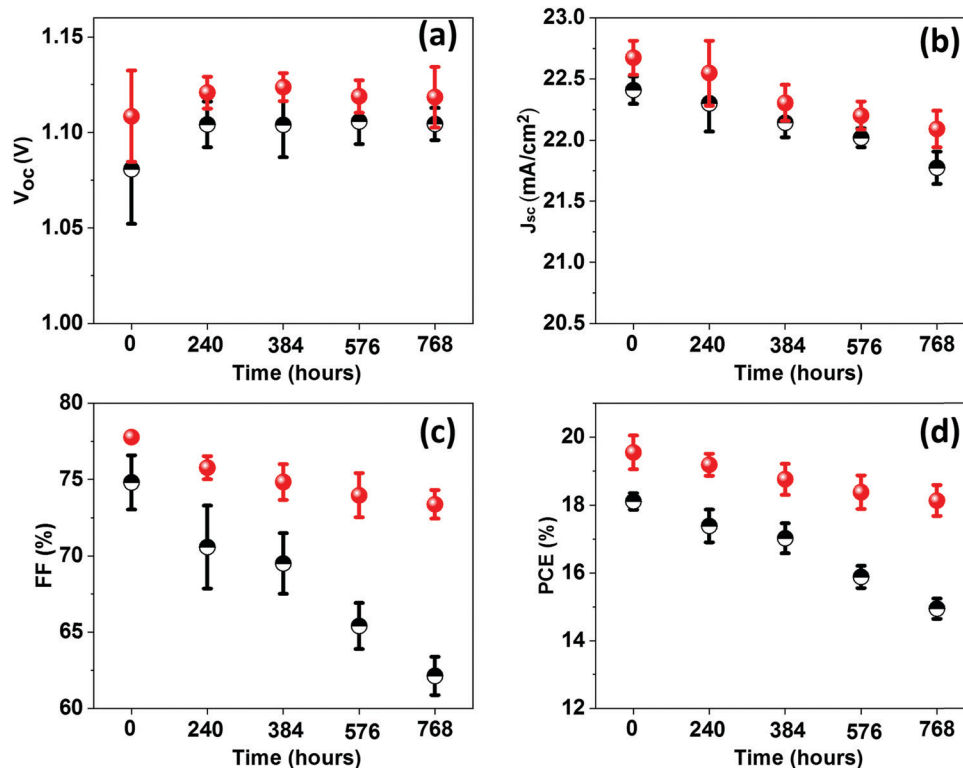 (a)
1.15
1.10
1.05
1.00
Voc (V)
0 240 384 576 768
Time (hours)
(b)
23.0
22.5
22.0
21.5
21.0
20.5
Jsc (mA/cm²)
0 240 384 576 768
Time (hours)
(c)
80
75
70
65
60
FF (%)
0 240 384 576 768
Time (hours)
(d)
20
18
16
14
12
PCE (%)
0 240 384 576 768
Time (hours)